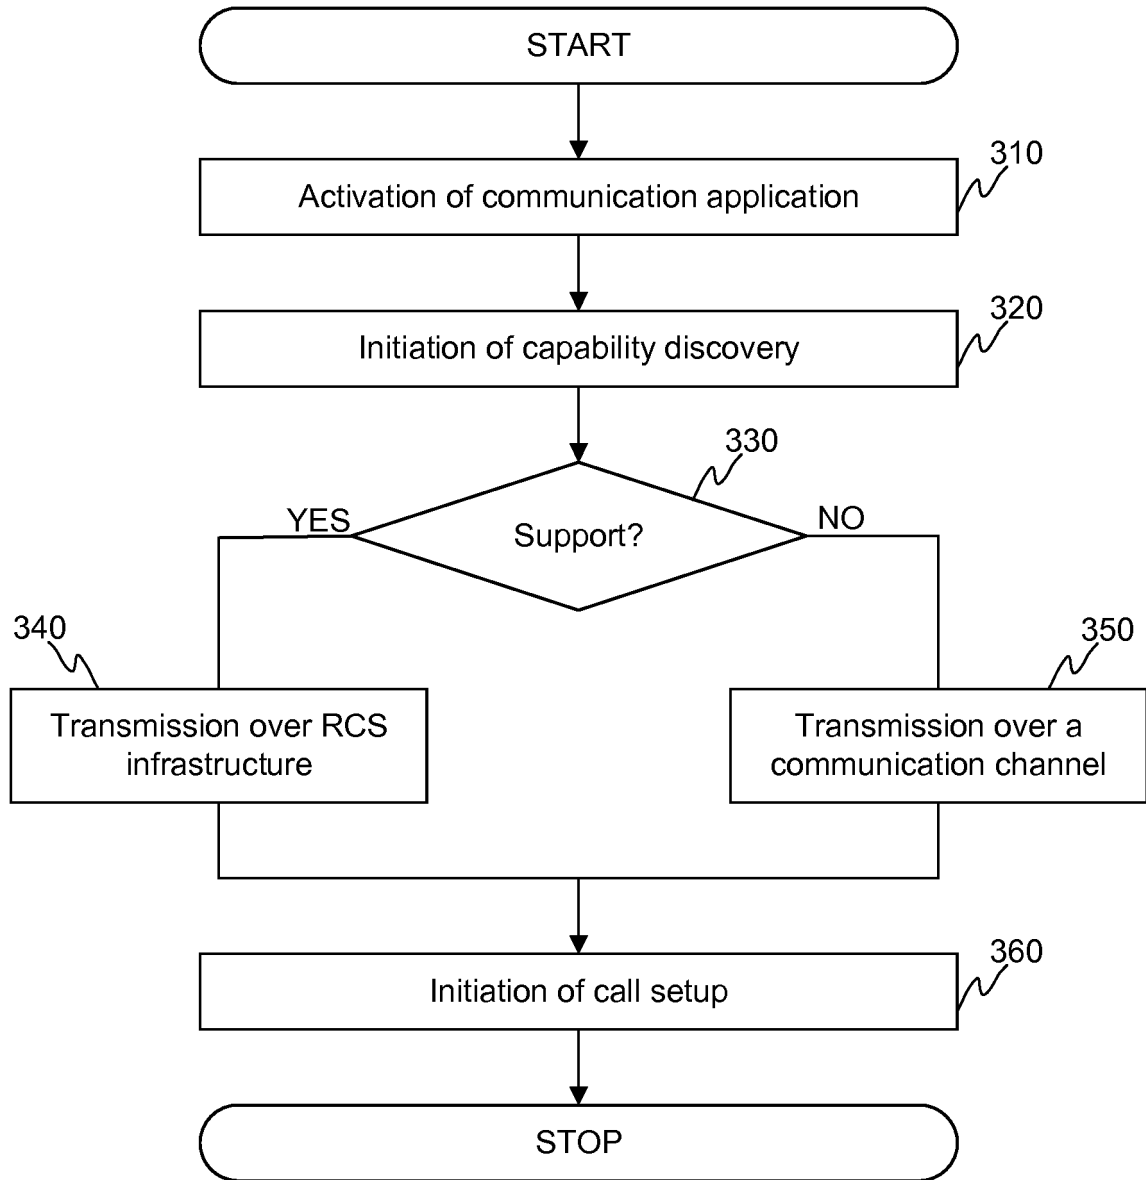 START
310
Activation of communication application
320
Initiation of capability discovery
330
YES
Support?
NO
340
350
Transmission over RCS
infrastructure
Transmission over a
communication channel
360
Initiation of call setup
STOP